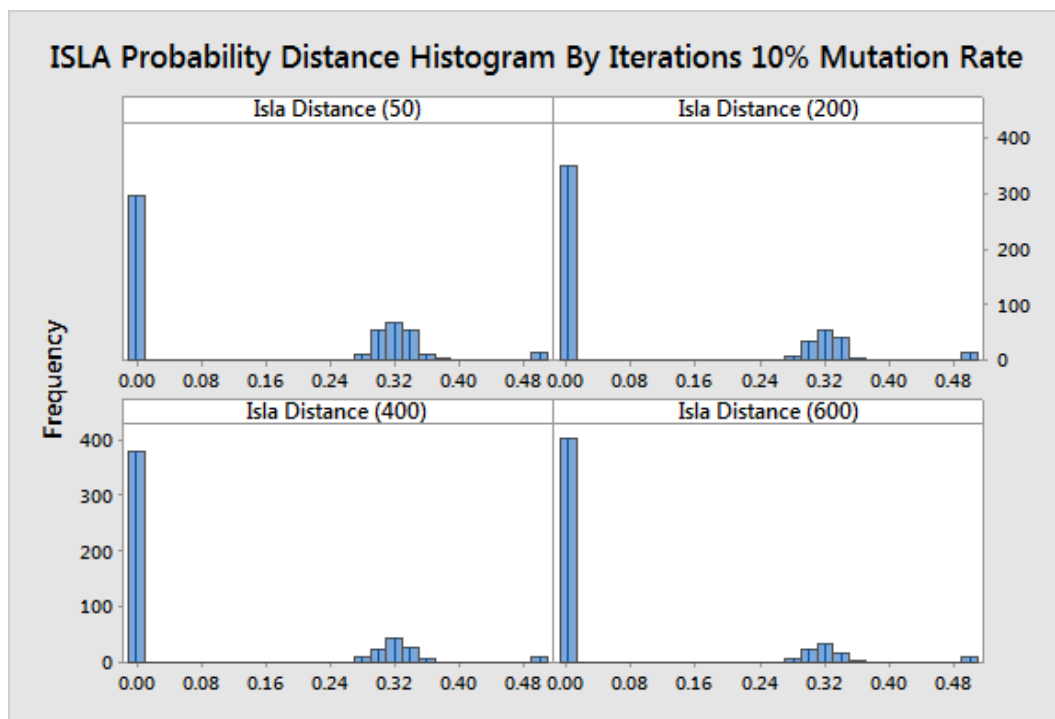 ISLA Probability Distance Histogram By Iterations 10% Mutation Rate
Isla Distance (50)
Isla Distance (200)
400
300
200
100
0
0.00 0.08 0.16 0.24 0.32 0.40 0.48 0.00 0.08 0.16 0.24 0.32 0.40 0.48
Frequency
Isla Distance (400)
Isla Distance (600)
400
300
200
100
0
0.00 0.08 0.16 0.24 0.32 0.40 0.48 0.00 0.08 0.16 0.24 0.32 0.40 0.48